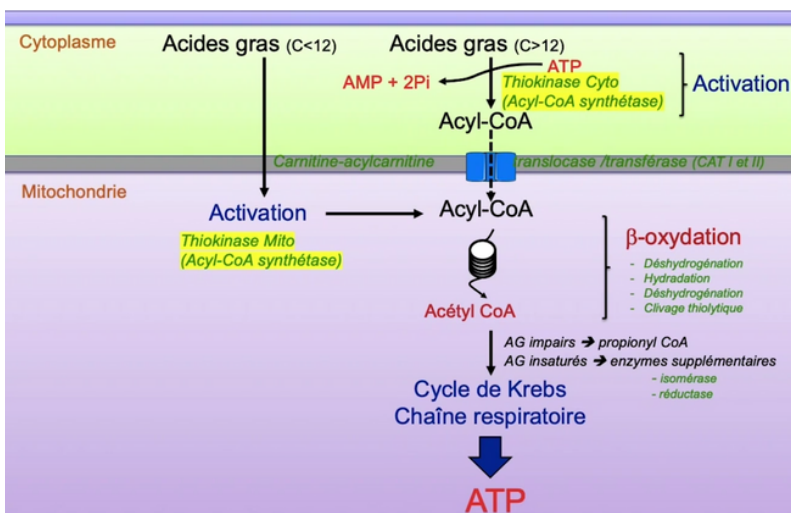 Cytoplasme
Acides gras (C<12)
Acides gras (C>12)
ATP
AMP + 2Pi
Thiokinase Cyto
(Acyl-CoA synthétase)
Activation
Acyl-CoA
Carnitine-acylcarnitine translocase /transférase (CAT I et II)
Mitochondrie
Activation
Acyl-CoA
Thiokinase Mito
(Acyl-CoA synthétase)
β-oxydation
- Déshydrogénation
- Hydradation
- Déshydrogénation
- Clivage thiolytique
Acétyl CoA
AG impairs ➔ propionyl CoA
AG insaturés ➔ enzymes supplémentaires
- isomérase
- réductase
Cycle de Krebs
Chaîne respiratoire
ATP